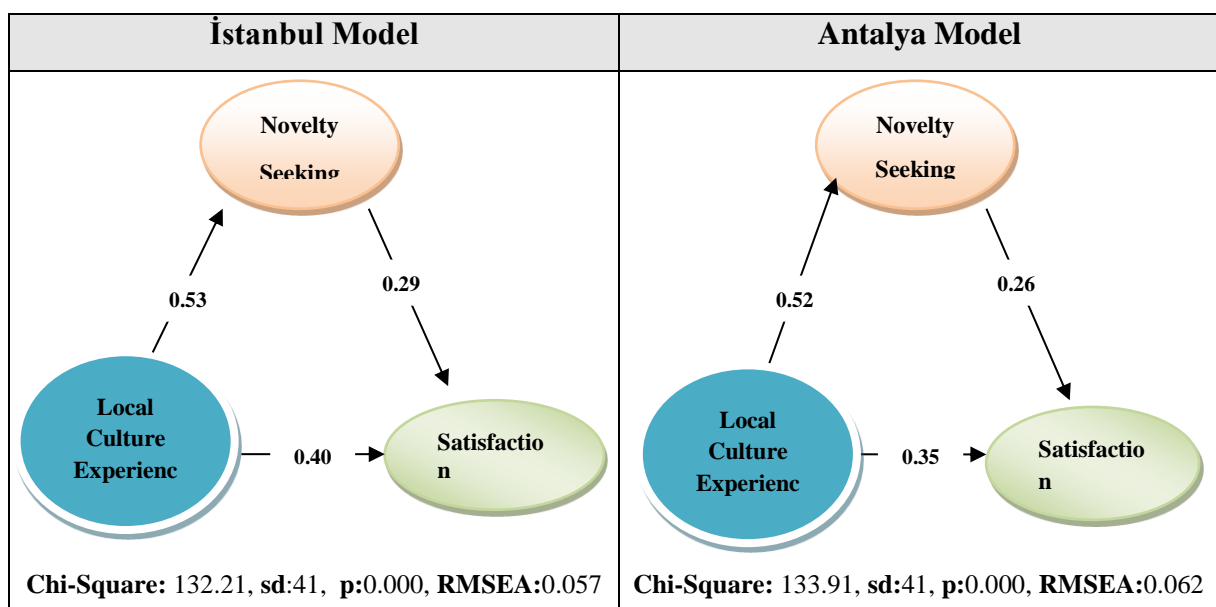 İstanbul Model
Novelty
Seeking
0.53
0.29
Local
Culture
Experienc
0.40
Satisfactio
n
Chi-Square: 132.21, sd:41, p:0.000, RMSEA:0.057
Antalya Model
Novelty
Seeking
0.52
0.26
Local
Culture
Experienc
0.35
Satisfactio
n
Chi-Square: 133.91, sd:41, p:0.000, RMSEA:0.062